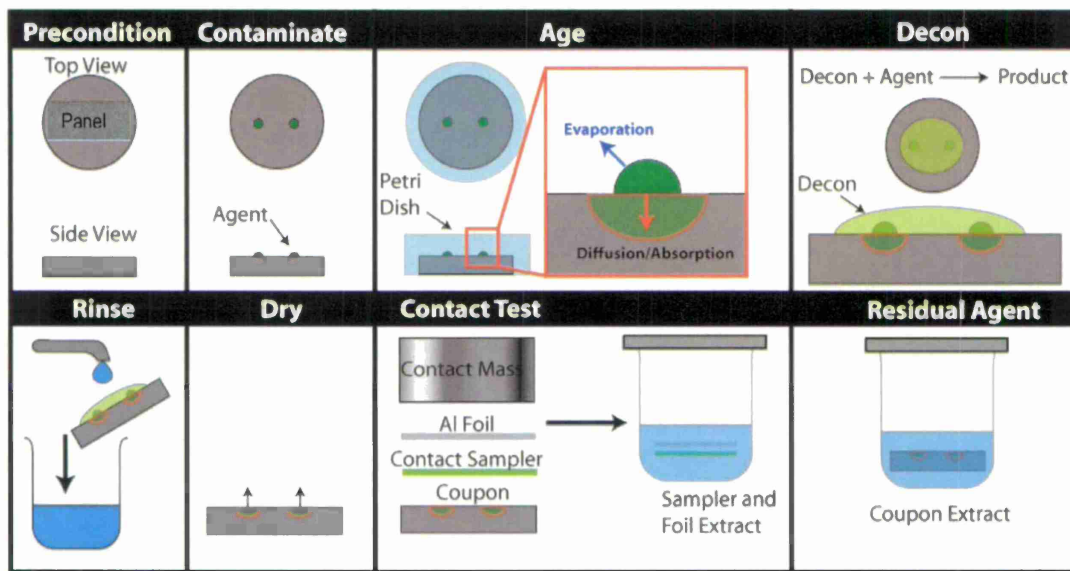 Precondition
Top View
Panel
Side View
Contaminate
Agent
Age
Petri
Dish
Evaporation
Diffusion/Absorption
Decon
Decon + Agent → Product
Decon
Rinse
Dry
Contact Test
Contact Mass
Al Foil
Contact Sampler
Coupon
Sampler and
Foil Extract
Residual Agent
Coupon Extract